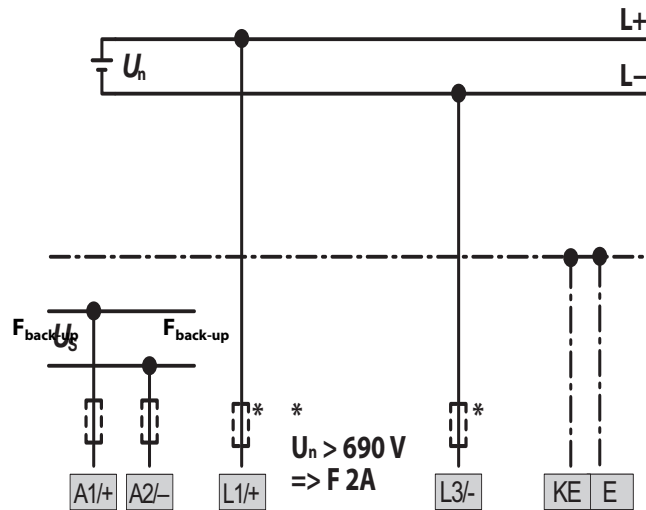 L+
Un
L–
Fback-up
US
Fback-up
* * *
Un > 690 V
=> F 2A
A1/+ A2/– L1/+ L3/- KE E